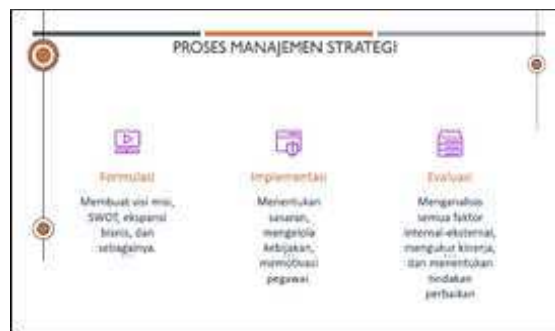 PROSES MANAJEMEN STRATEGI
Formulasi
Membuat visi misi,
SWOT, ekspansi
bisnis, dan
sebagainya.
Implementasi
Menentukan
sasaran,
mengelola
kebijakan,
memotivasi
pegawai
Evaluasi
Menganalisis
semua faktor
internal-eksternal,
mengukur kinerja,
dan menentukan
tindakan
perbaikan